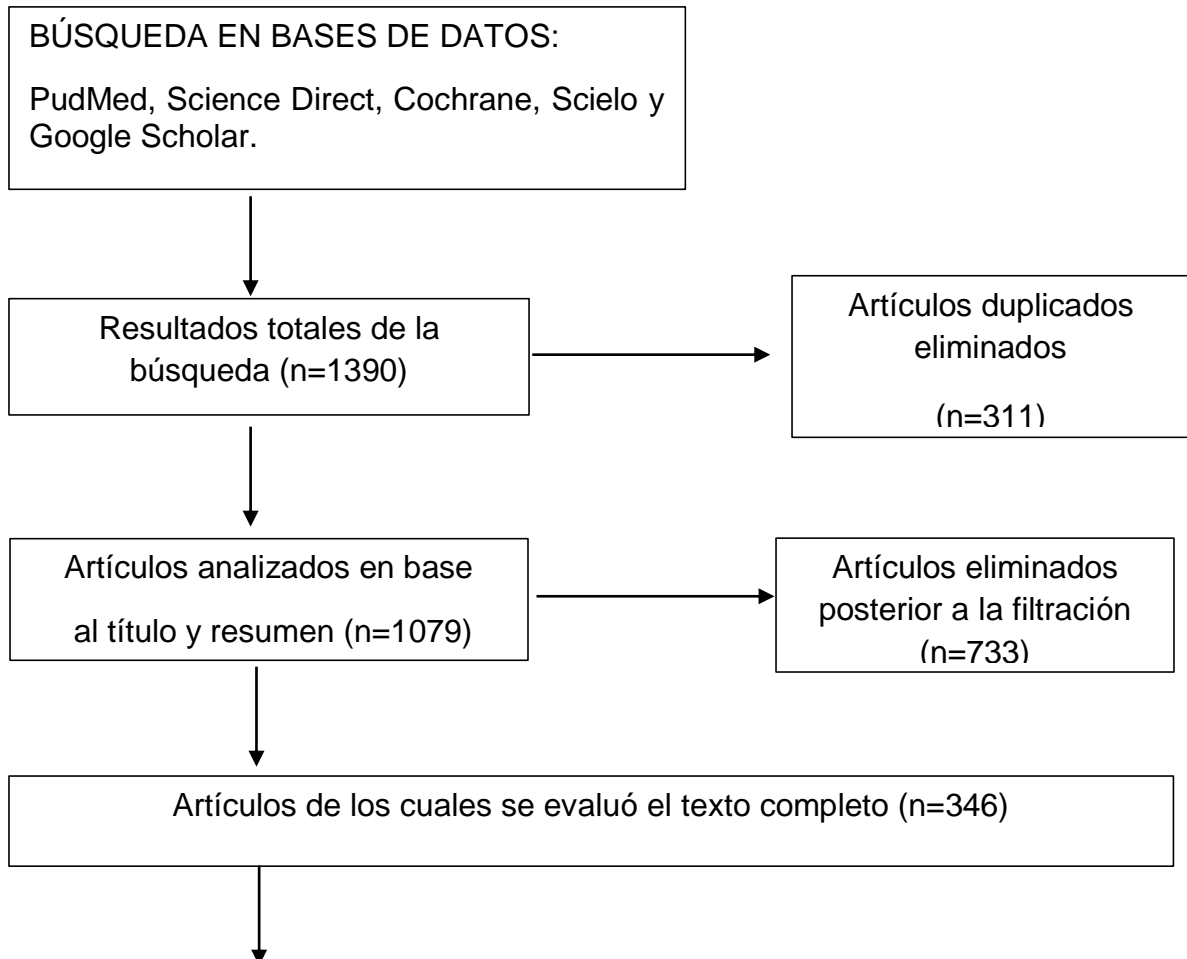 BÚSQUEDA EN BASES DE DATOS:
PudMed, Science Direct, Cochrane, Scielo y
Google Scholar.
Resultados totales de la
búsqueda (n=1390)
Artículos duplicados
eliminados
(n=311)
Artículos analizados en base
al título y resumen (n=1079)
Artículos eliminados
posterior a la filtración
(n=733)
Artículos de los cuales se evaluó el texto completo (n=346)